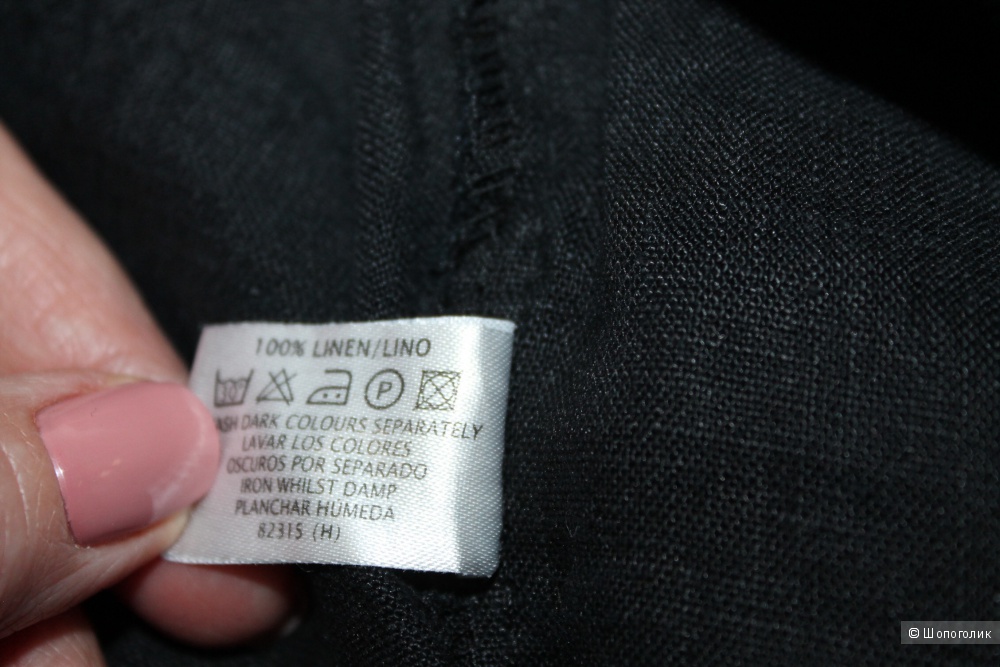 100% LINEN/LINO
P
DARK COLOURS SEPARATELY
LAVAR LOS COLORES
OSCUROS POR SEPARADO
IRON WHILST DAMP
PLANCHAR HUMEDA
82315 (H)
© Шопоголик